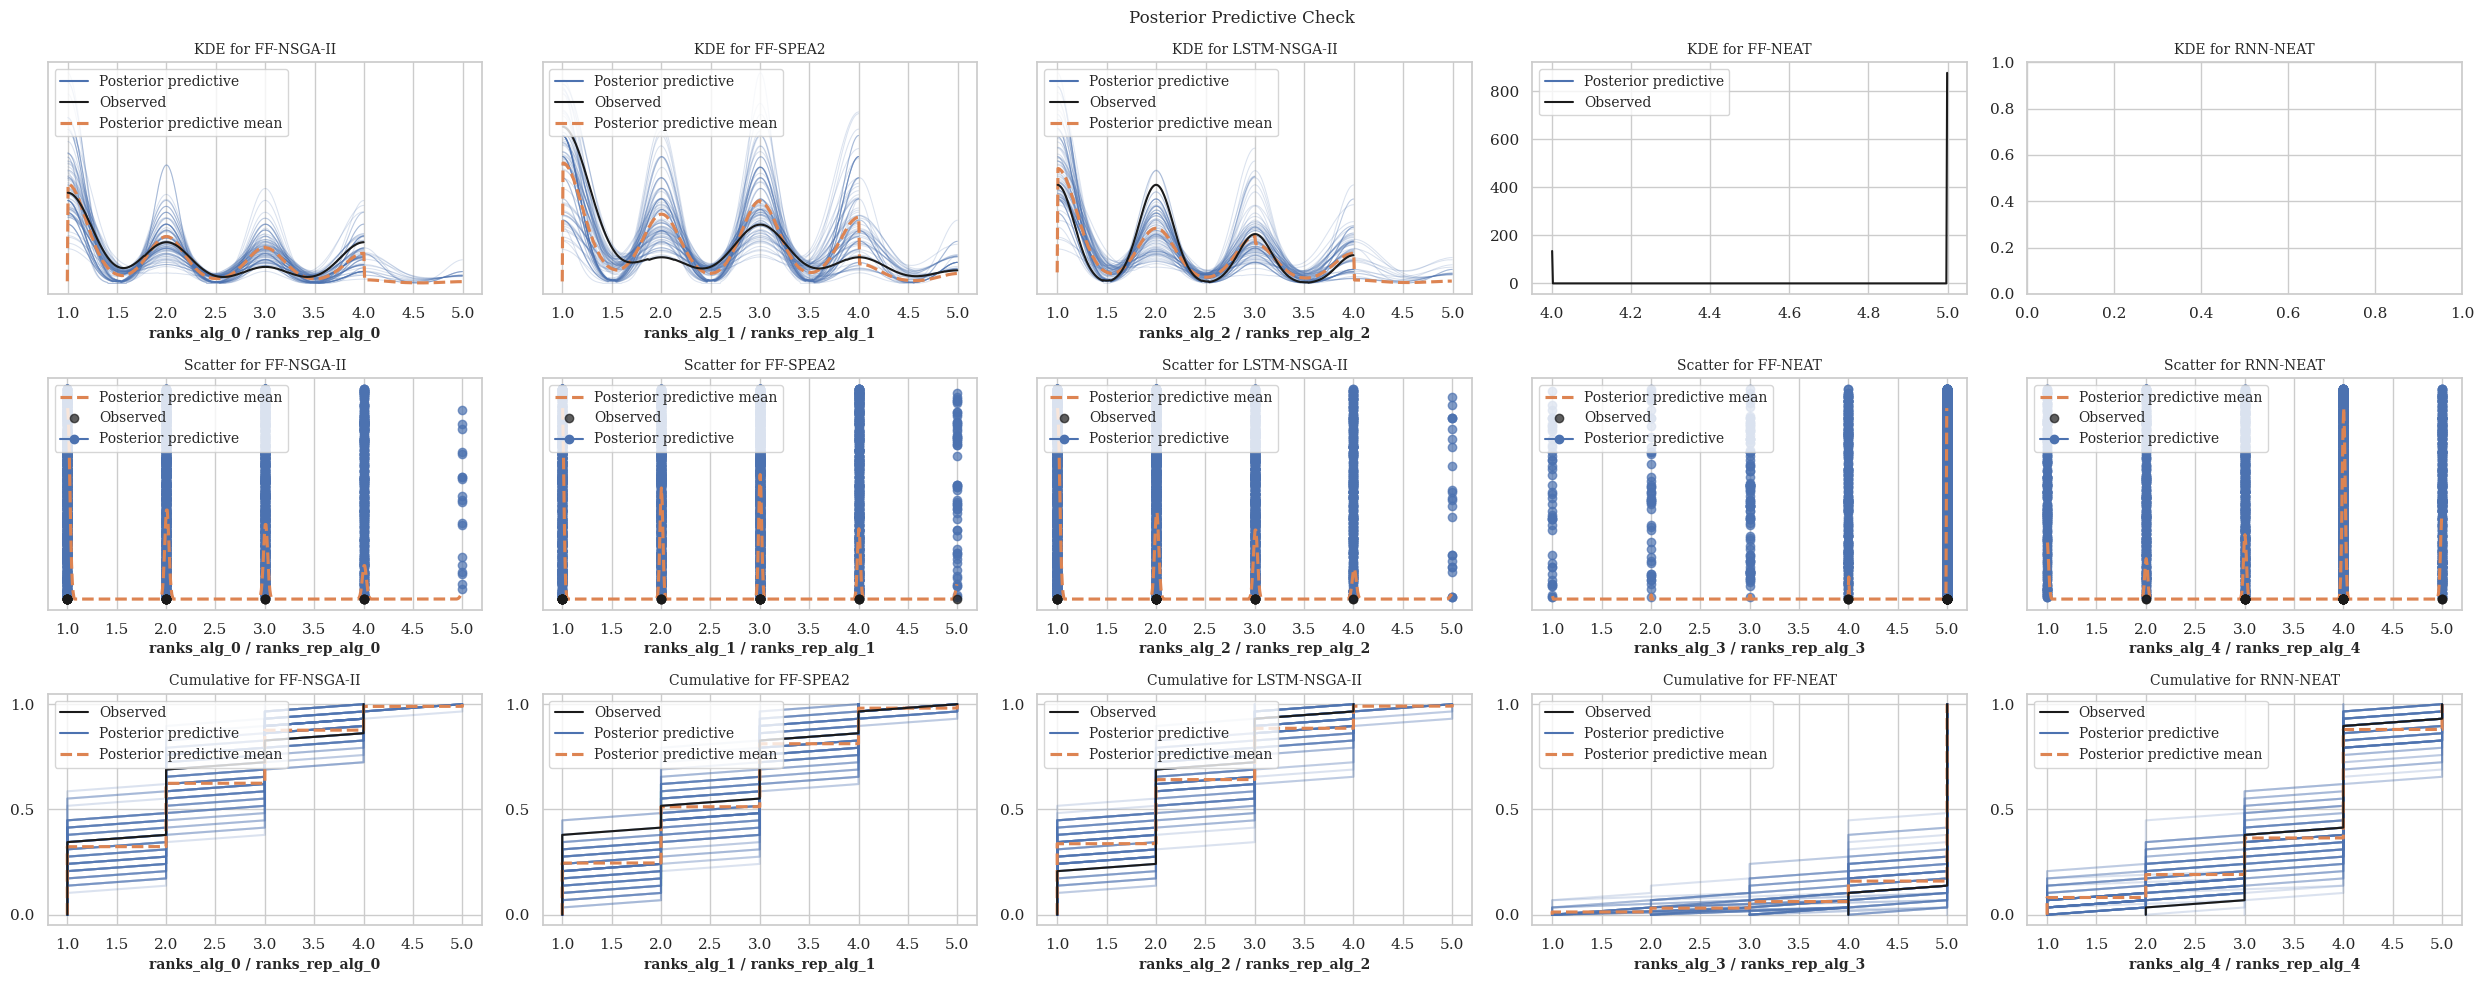 Posterior Predictive Check
KDE for FF-NSGA-II
Posterior predictive
Observed
Posterior predictive mean
1.0 1.5 2.0 2.5 3.0 3.5 4.0 4.5 5.0
ranks_alg_0 / ranks_rep_alg_0
KDE for FF-SPEA2
Posterior predictive
Observed
Posterior predictive mean
1.0 1.5 2.0 2.5 3.0 3.5 4.0 4.5 5.0
ranks_alg_1 / ranks_rep_alg_1
KDE for LSTM-NSGA-II
Posterior predictive
Observed
Posterior predictive mean
1.0 1.5 2.0 2.5 3.0 3.5 4.0 4.5 5.0
ranks_alg_2 / ranks_rep_alg_2
KDE for FF-NEAT
Posterior predictive
Observed
800
600
400
200
0
4.0 4.2 4.4 4.6 4.8 5.0
KDE for RNN-NEAT
1.0
0.8
0.6
0.4
0.2
0.0
0.0 0.2 0.4 0.6 0.8 1.0
Scatter for FF-NSGA-II
Posterior predictive mean
Observed
Posterior predictive
1.0 1.5 2.0 2.5 3.0 3.5 4.0 4.5 5.0
ranks_alg_0 / ranks_rep_alg_0
Scatter for FF-SPEA2
Posterior predictive mean
Observed
Posterior predictive
1.0 1.5 2.0 2.5 3.0 3.5 4.0 4.5 5.0
ranks_alg_1 / ranks_rep_alg_1
Scatter for LSTM-NSGA-II
Posterior predictive mean
Observed
Posterior predictive
1.0 1.5 2.0 2.5 3.0 3.5 4.0 4.5 5.0
ranks_alg_2 / ranks_rep_alg_2
Scatter for FF-NEAT
Posterior predictive mean
Observed
Posterior predictive
1.0 1.5 2.0 2.5 3.0 3.5 4.0 4.5 5.0
ranks_alg_3 / ranks_rep_alg_3
Scatter for RNN-NEAT
Posterior predictive mean
Observed
Posterior predictive
1.0 1.5 2.0 2.5 3.0 3.5 4.0 4.5 5.0
ranks_alg_4 / ranks_rep_alg_4
Cumulative for FF-NSGA-II
Observed
Posterior predictive
Posterior predictive mean
1.0
0.5
0.0
1.0 1.5 2.0 2.5 3.0 3.5 4.0 4.5 5.0
ranks_alg_0 / ranks_rep_alg_0
Cumulative for FF-SPEA2
Observed
Posterior predictive
Posterior predictive mean
1.0
0.5
0.0
1.0 1.5 2.0 2.5 3.0 3.5 4.0 4.5 5.0
ranks_alg_1 / ranks_rep_alg_1
Cumulative for LSTM-NSGA-II
Observed
Posterior predictive
Posterior predictive mean
1.0
0.5
0.0
1.0 1.5 2.0 2.5 3.0 3.5 4.0 4.5 5.0
ranks_alg_2 / ranks_rep_alg_2
Cumulative for FF-NEAT
Observed
Posterior predictive
Posterior predictive mean
1.0
0.5
0.0
1.0 1.5 2.0 2.5 3.0 3.5 4.0 4.5 5.0
ranks_alg_3 / ranks_rep_alg_3
Cumulative for RNN-NEAT
Observed
Posterior predictive
Posterior predictive mean
1.0
0.5
0.0
1.0 1.5 2.0 2.5 3.0 3.5 4.0 4.5 5.0
ranks_alg_4 / ranks_rep_alg_4